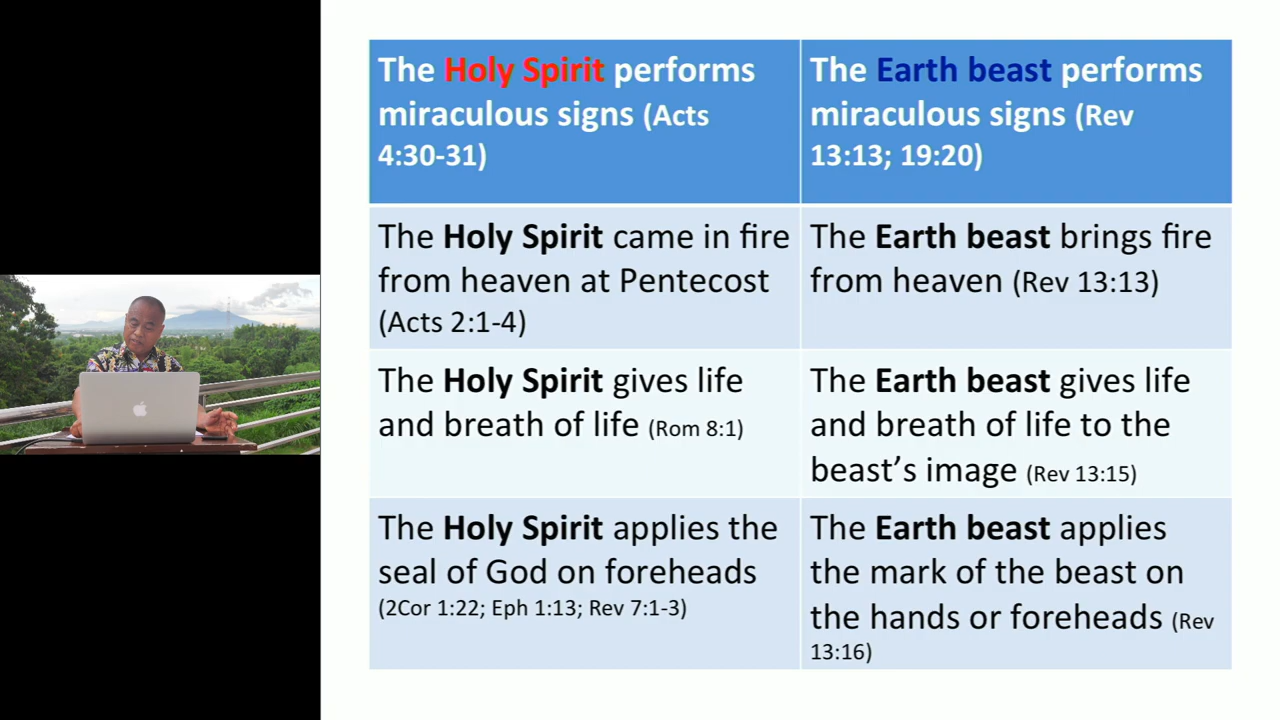 The Holy Spirit performs
miraculous signs (Acts
4:30-31)
The Earth beast performs
miraculous signs (Rev
13:13; 19:20)
The Holy Spirit came in fire
from heaven at Pentecost
(Acts 2:1-4)
The Earth beast brings fire
from heaven (Rev 13:13)
The Holy Spirit gives life
and breath of life (Rom 8:1)
The Earth beast gives life
and breath of life to the
beast’s image (Rev 13:15)
The Holy Spirit applies the
seal of God on foreheads
(2Cor 1:22; Eph 1:13; Rev 7:1-3)
The Earth beast applies
the mark of the beast on
the hands or foreheads (Rev
13:16)